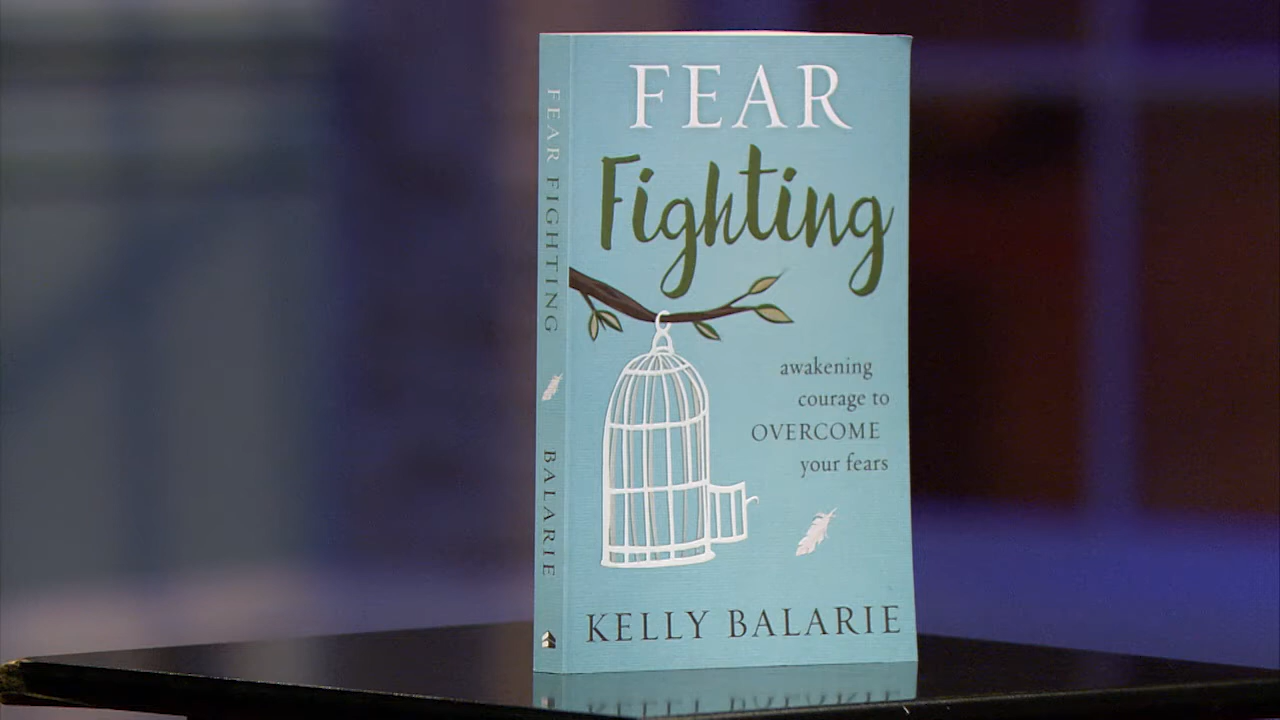 FEAR
Fighting
awakening
courage to
OVERCOME
your fears
KELLY BALARIE
FEAR FIGHTING
BALARIE